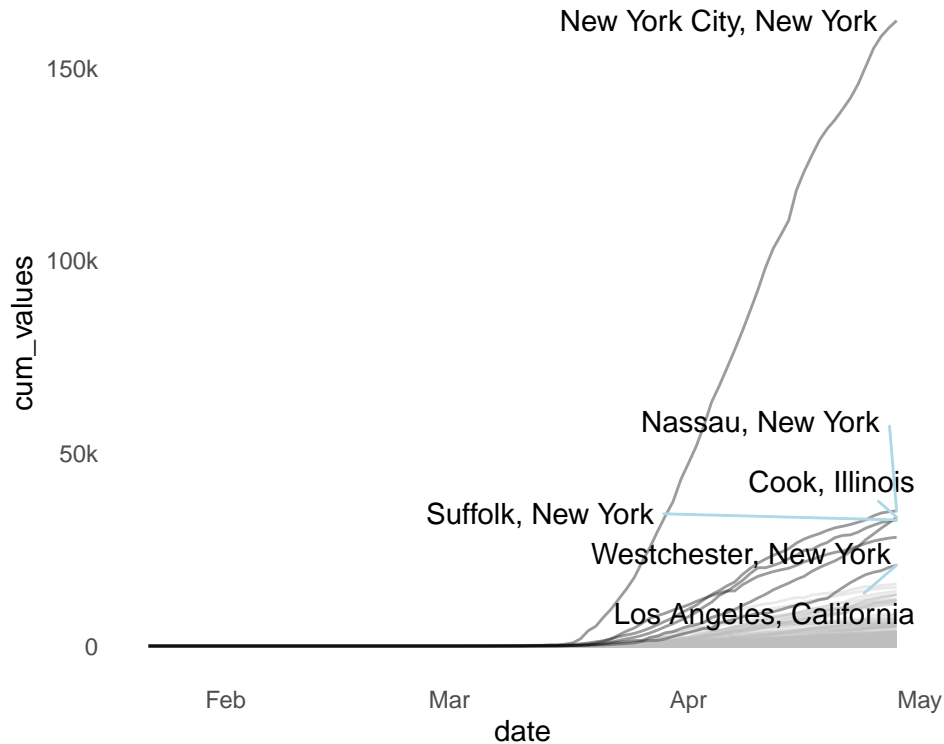 New York City, New York
150k
100k
cum_values
Nassau, New York
50k
Cook, Illinois
Suffolk, New York
Westchester, New York
Los Angeles, California
0
Feb
Mar
Apr
May
date